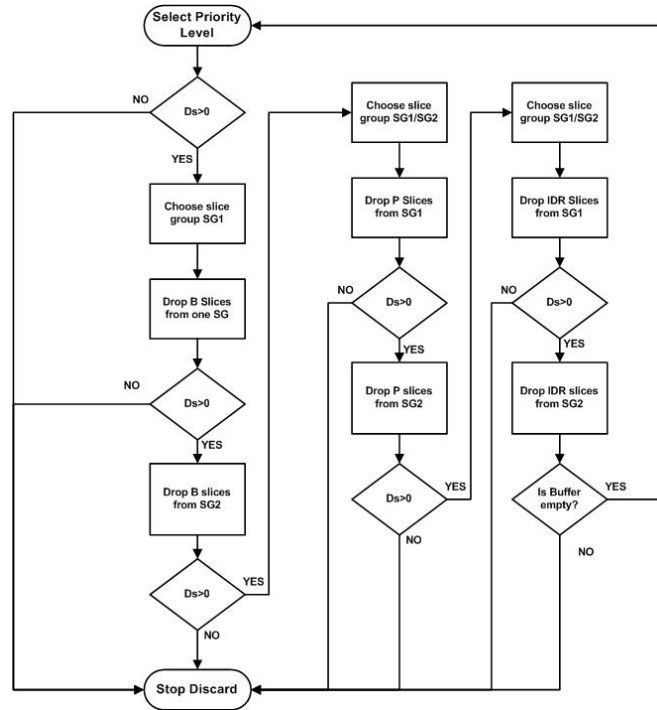 Select Priority
Level
NO
Ds>0
YES
Choose slice
group SG1
Drop B Slices
from one SG
NO
Ds>0
YES
Drop B slices
from SG2
Ds>0
YES
NO
Stop Discard
Choose slice
group SG1/SG2
Drop P Slices
from SG1
NO
Ds>0
YES
Drop P slices
from SG2
Ds>0
YES
NO
Choose slice
group SG1/SG2
Drop IDR Slices
from SG1
NO
Ds>0
YES
Drop IDR slices
from SG2
Is Buffer
empty?
YES
NO